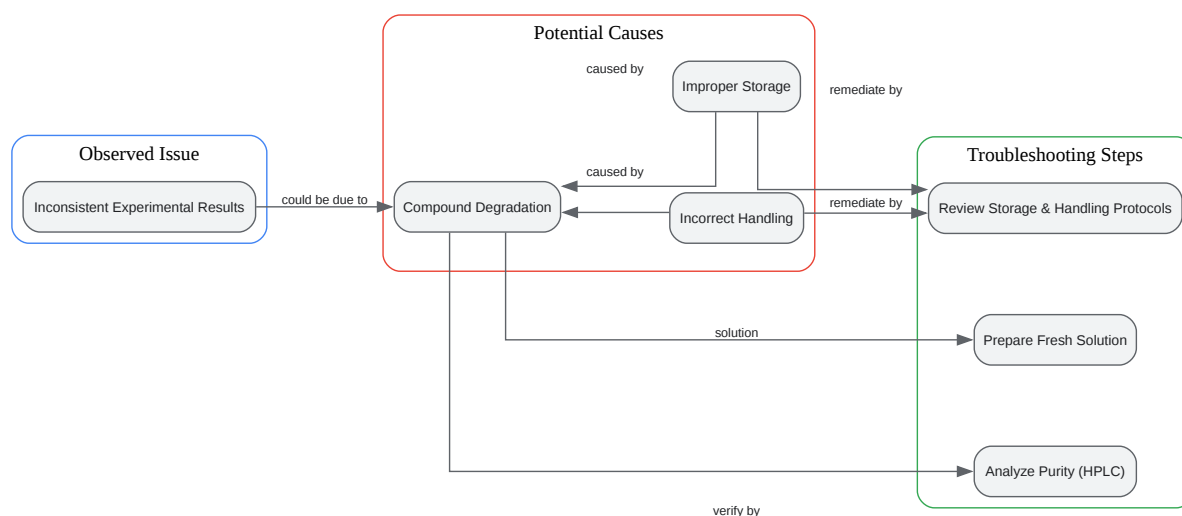 Potential Causes
caused by
Improper Storage
remediate by
Observed Issue
Troubleshooting Steps
caused by
Inconsistent Experimental Results
could be due to
Compound Degradation
Incorrect Handling
remediate by
Review Storage & Handling Protocols
solution
Prepare Fresh Solution
Analyze Purity (HPLC)
verify by